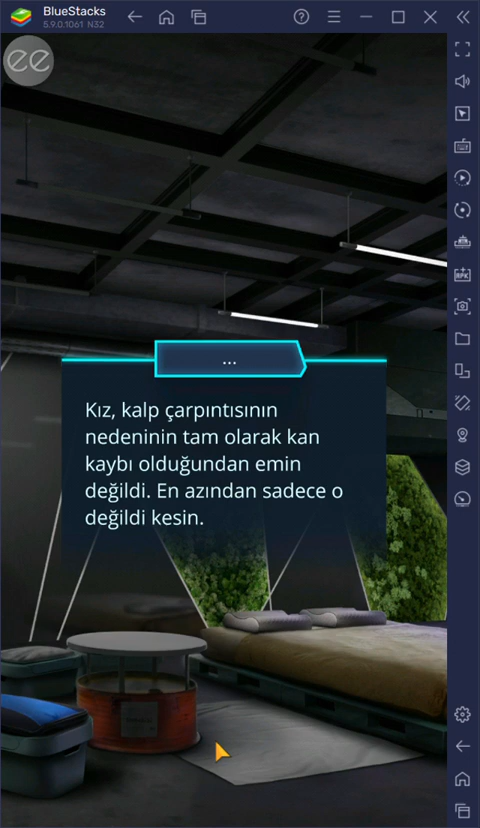 BlueStacks
5.9.0.1061 N32
ee
...
Kız, kalp çarpıntısının
nedeninin tam olarak kan
kaybı olduğundan emin
değildi. En azından sadece o
değildi kesin.